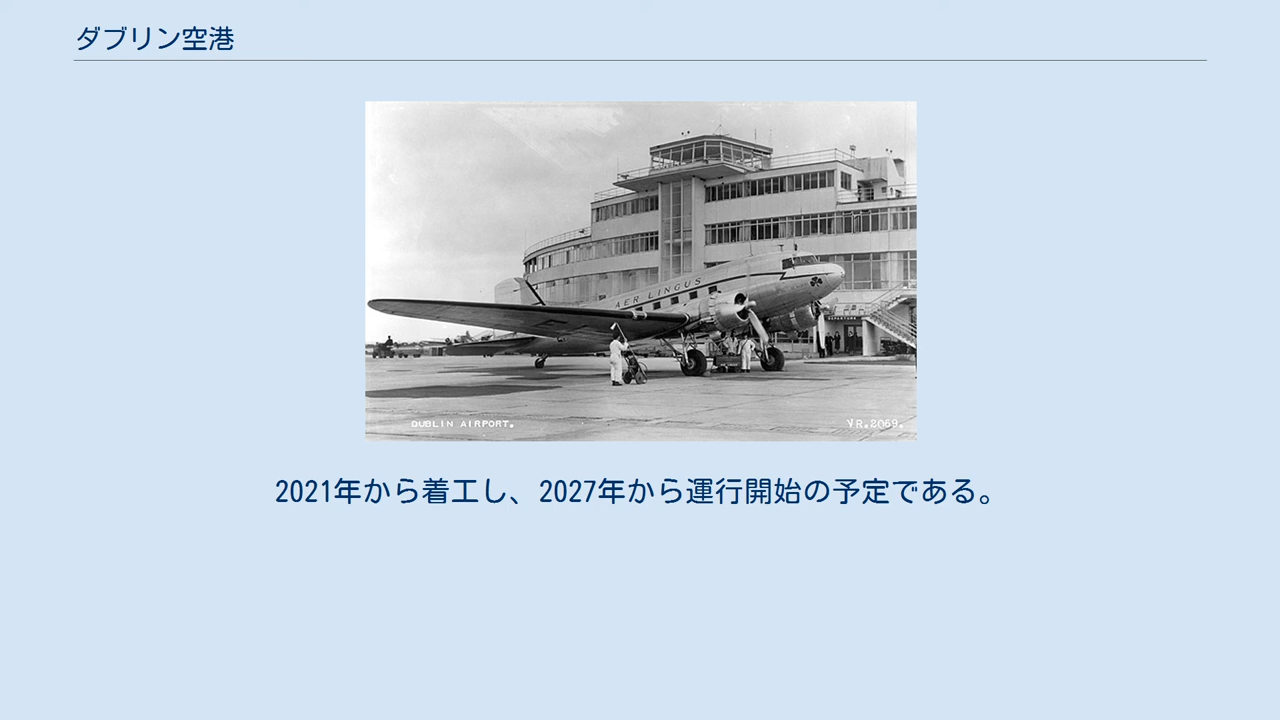 ダブリン空港
AER LINGUS
DEPARTURE
DUBLIN AIRPORT.
VR.2069.
2021年から着工し、2027年から運行開始の予定である。